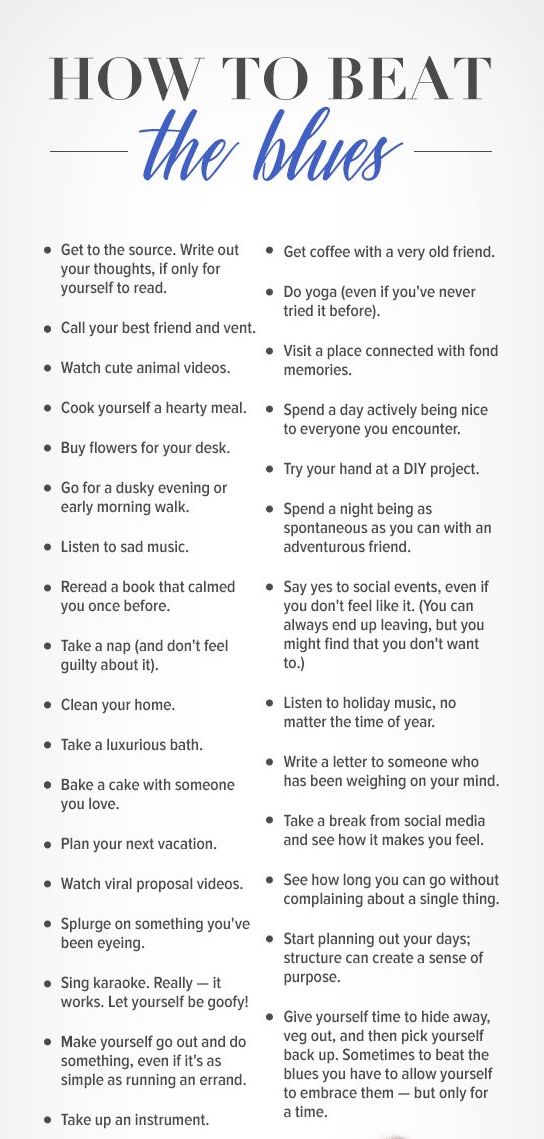 HOW TO BEAT
the blues
• Get to the source. Write out
your thoughts, if only for
yourself to read.
• Call your best friend and vent.
• Watch cute animal videos.
• Cook yourself a hearty meal.
• Buy flowers for your desk.
• Go for a dusky evening or
early morning walk.
• Listen to sad music.
• Reread a book that calmed
you once before.
• Take a nap (and don't feel
guilty about it).
• Clean your home.
• Take a luxurious bath.
• Bake a cake with someone
you love.
• Plan your next vacation.
• Watch viral proposal videos.
• Splurge on something you've
been eyeing.
• Sing karaoke. Really — it
works. Let yourself be goofy!
• Make yourself go out and do
something, even if it's as
simple as running an errand.
• Take up an instrument.
• Get coffee with a very old friend.
• Do yoga (even if you've never
tried it before).
• Visit a place connected with fond
memories.
• Spend a day actively being nice
to everyone you encounter.
• Try your hand at a DIY project.
• Spend a night being as
spontaneous as you can with an
adventurous friend.
• Say yes to social events, even if
you don't feel like it. (You can
always end up leaving, but you
might find that you don't want
to.)
• Listen to holiday music, no
matter the time of year.
• Write a letter to someone who
has been weighing on your mind.
• Take a break from social media
and see how it makes you feel.
• See how long you can go without
complaining about a single thing.
• Start planning out your days;
structure can create a sense of
purpose.
• Give yourself time to hide away,
veg out, and then pick yourself
back up. Sometimes to beat the
blues you have to allow yourself
to embrace them — but only for
a time.